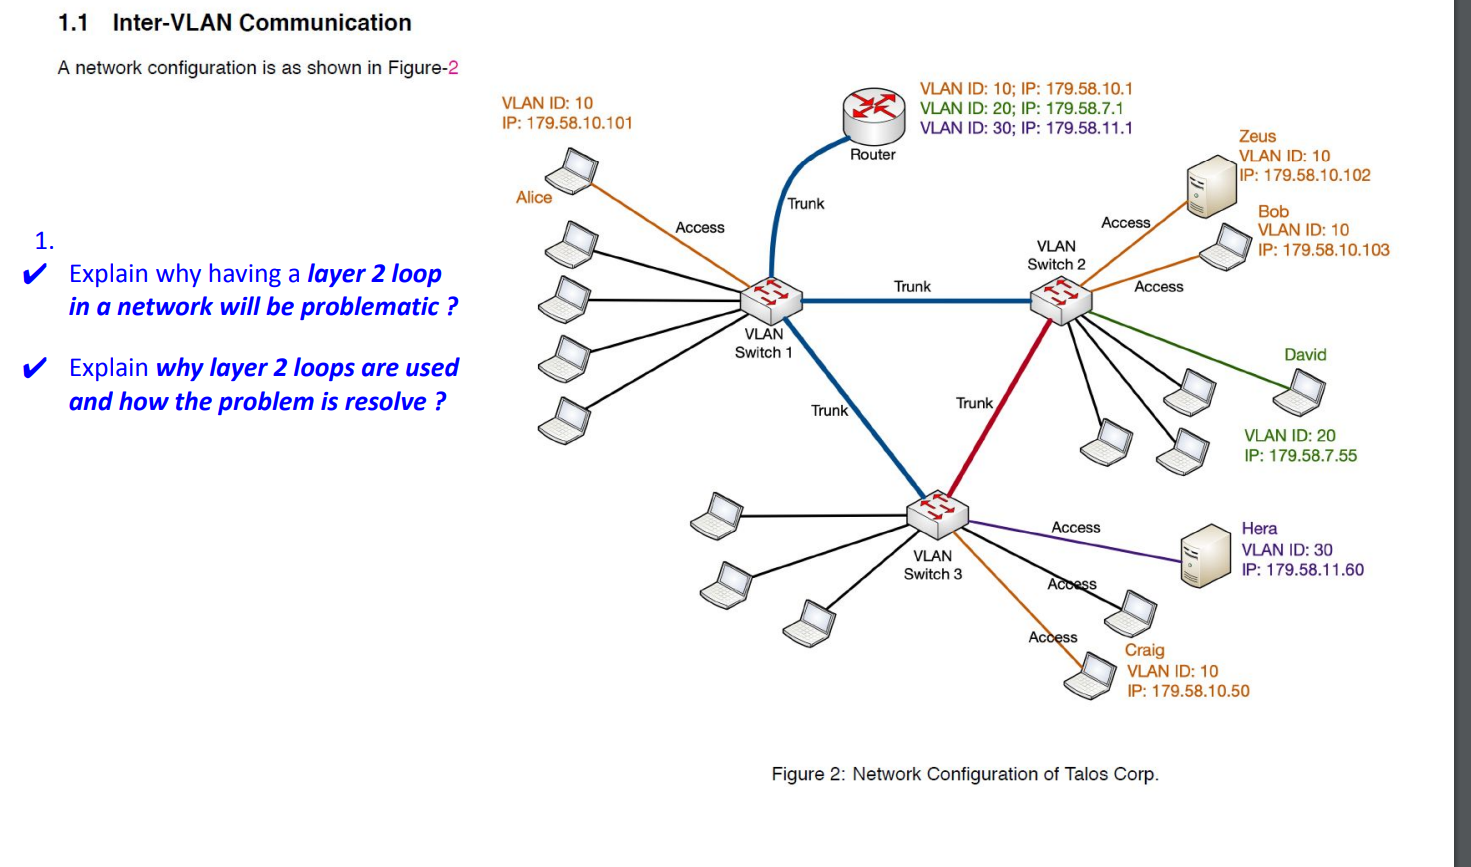 1.1 Inter-VLAN Communication
A network configuration is as shown in Figure-2
VLAN ID: 10
IP: 179.58.10.101
Alice
VLAN ID: 10; IP: 179.58.10.1
VLAN ID: 20; IP: 179.58.7.1
VLAN ID: 30; IP: 179.58.11.1
Router
Zeus
VLAN ID: 10
IP: 179.58.10.102
Bob
VLAN ID: 10
IP: 179.58.10.103
Access
Trunk
Access
Access
VLAN
Switch 2
Trunk
1.
✔ Explain why having a layer 2 loop
in a network will be problematic ?
✔ Explain why layer 2 loops are used
and how the problem is resolve ?
VLAN
Switch 1
Trunk
Trunk
David
VLAN ID: 20
IP: 179.58.7.55
VLAN
Switch 3
Access
Hera
VLAN ID: 30
IP: 179.58.11.60
Access
Access
Craig
VLAN ID: 10
IP: 179.58.10.50
Figure 2: Network Configuration of Talos Corp.